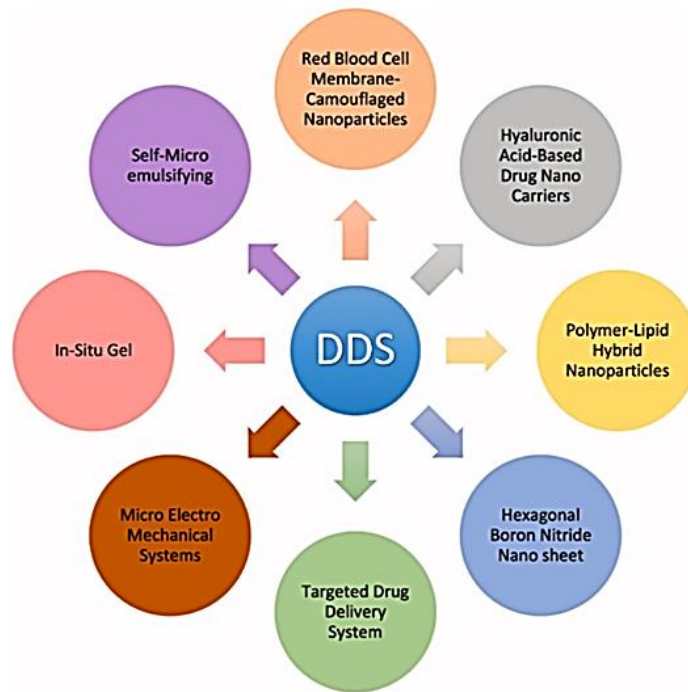 Red Blood Cell
Membrane-
Camouflaged
Nanoparticles
Hyaluronic
Acid-Based
Drug Nano
Carriers
Polymer-Lipid
Hybrid
Nanoparticles
Hexagonal
Boron Nitride
Nano sheet
Targeted Drug
Delivery
System
Micro Electro
Mechanical
Systems
In-Situ Gel
Self-Micro
emulsifying
DDS